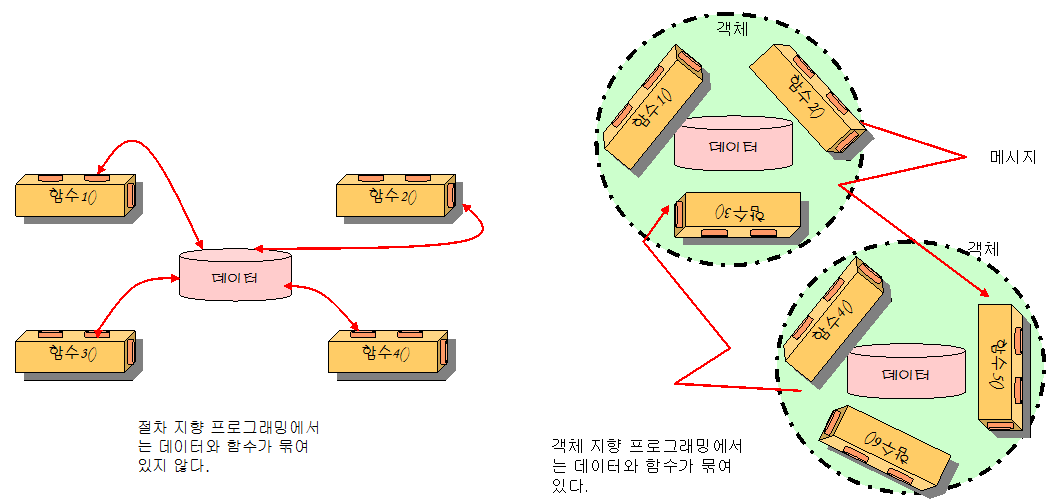 함수1()
함수2()
데이터
함수3()
함수4()
절차 지향 프로그래밍에서
는 데이터와 함수가 묶여
있지 않다.
객체
함수1()
함수2()
데이터
메시지
함수3()
객체
함수4()
함수5()
데이터
함수6()
객체 지향 프로그래밍에서
는 데이터와 함수가 묶여
있다.